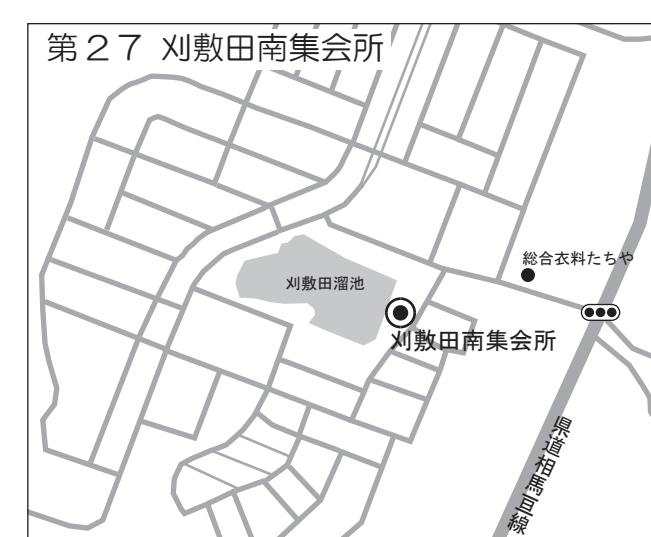 第２７ 刈敷田南集会所
総合衣料たちや
刈敷田溜池
刈敷田南集会所
県道相馬亘線